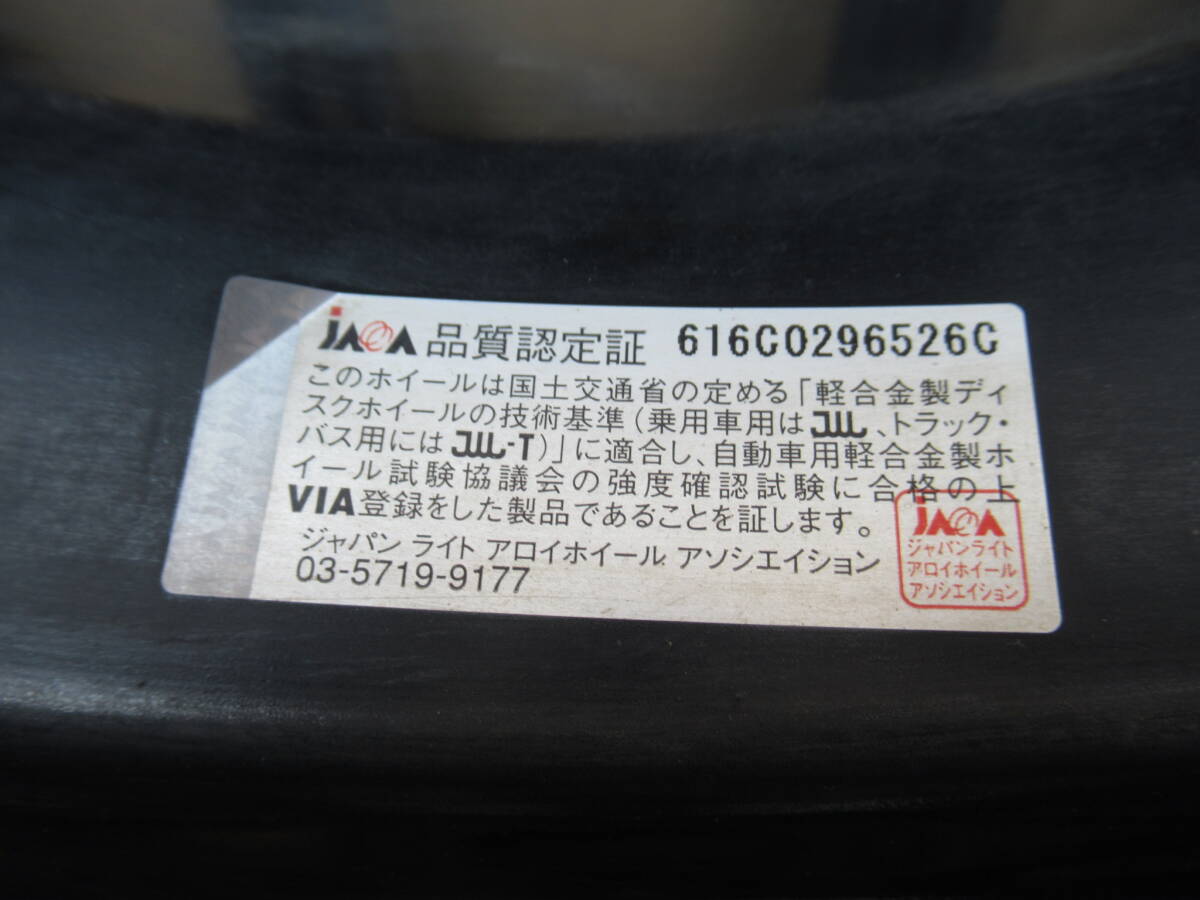 JAWA 品質認定証 616C0296526C
このホイールは国土交通省の定める「軽合金製ディ
スクホイールの技術基準(乗用車用はJWL、トラック・
バス用にはJWL-T)」に適合し、自動車用軽合金製ホ
イール試験協議会の強度確認試験に合格の上
VIA登録をした製品であることを証します。
ジャパン ライト アロイホイール アソシエイション
03-5719-9177
JAWA
ジャパンライト
アロイホイール
アソシエイション